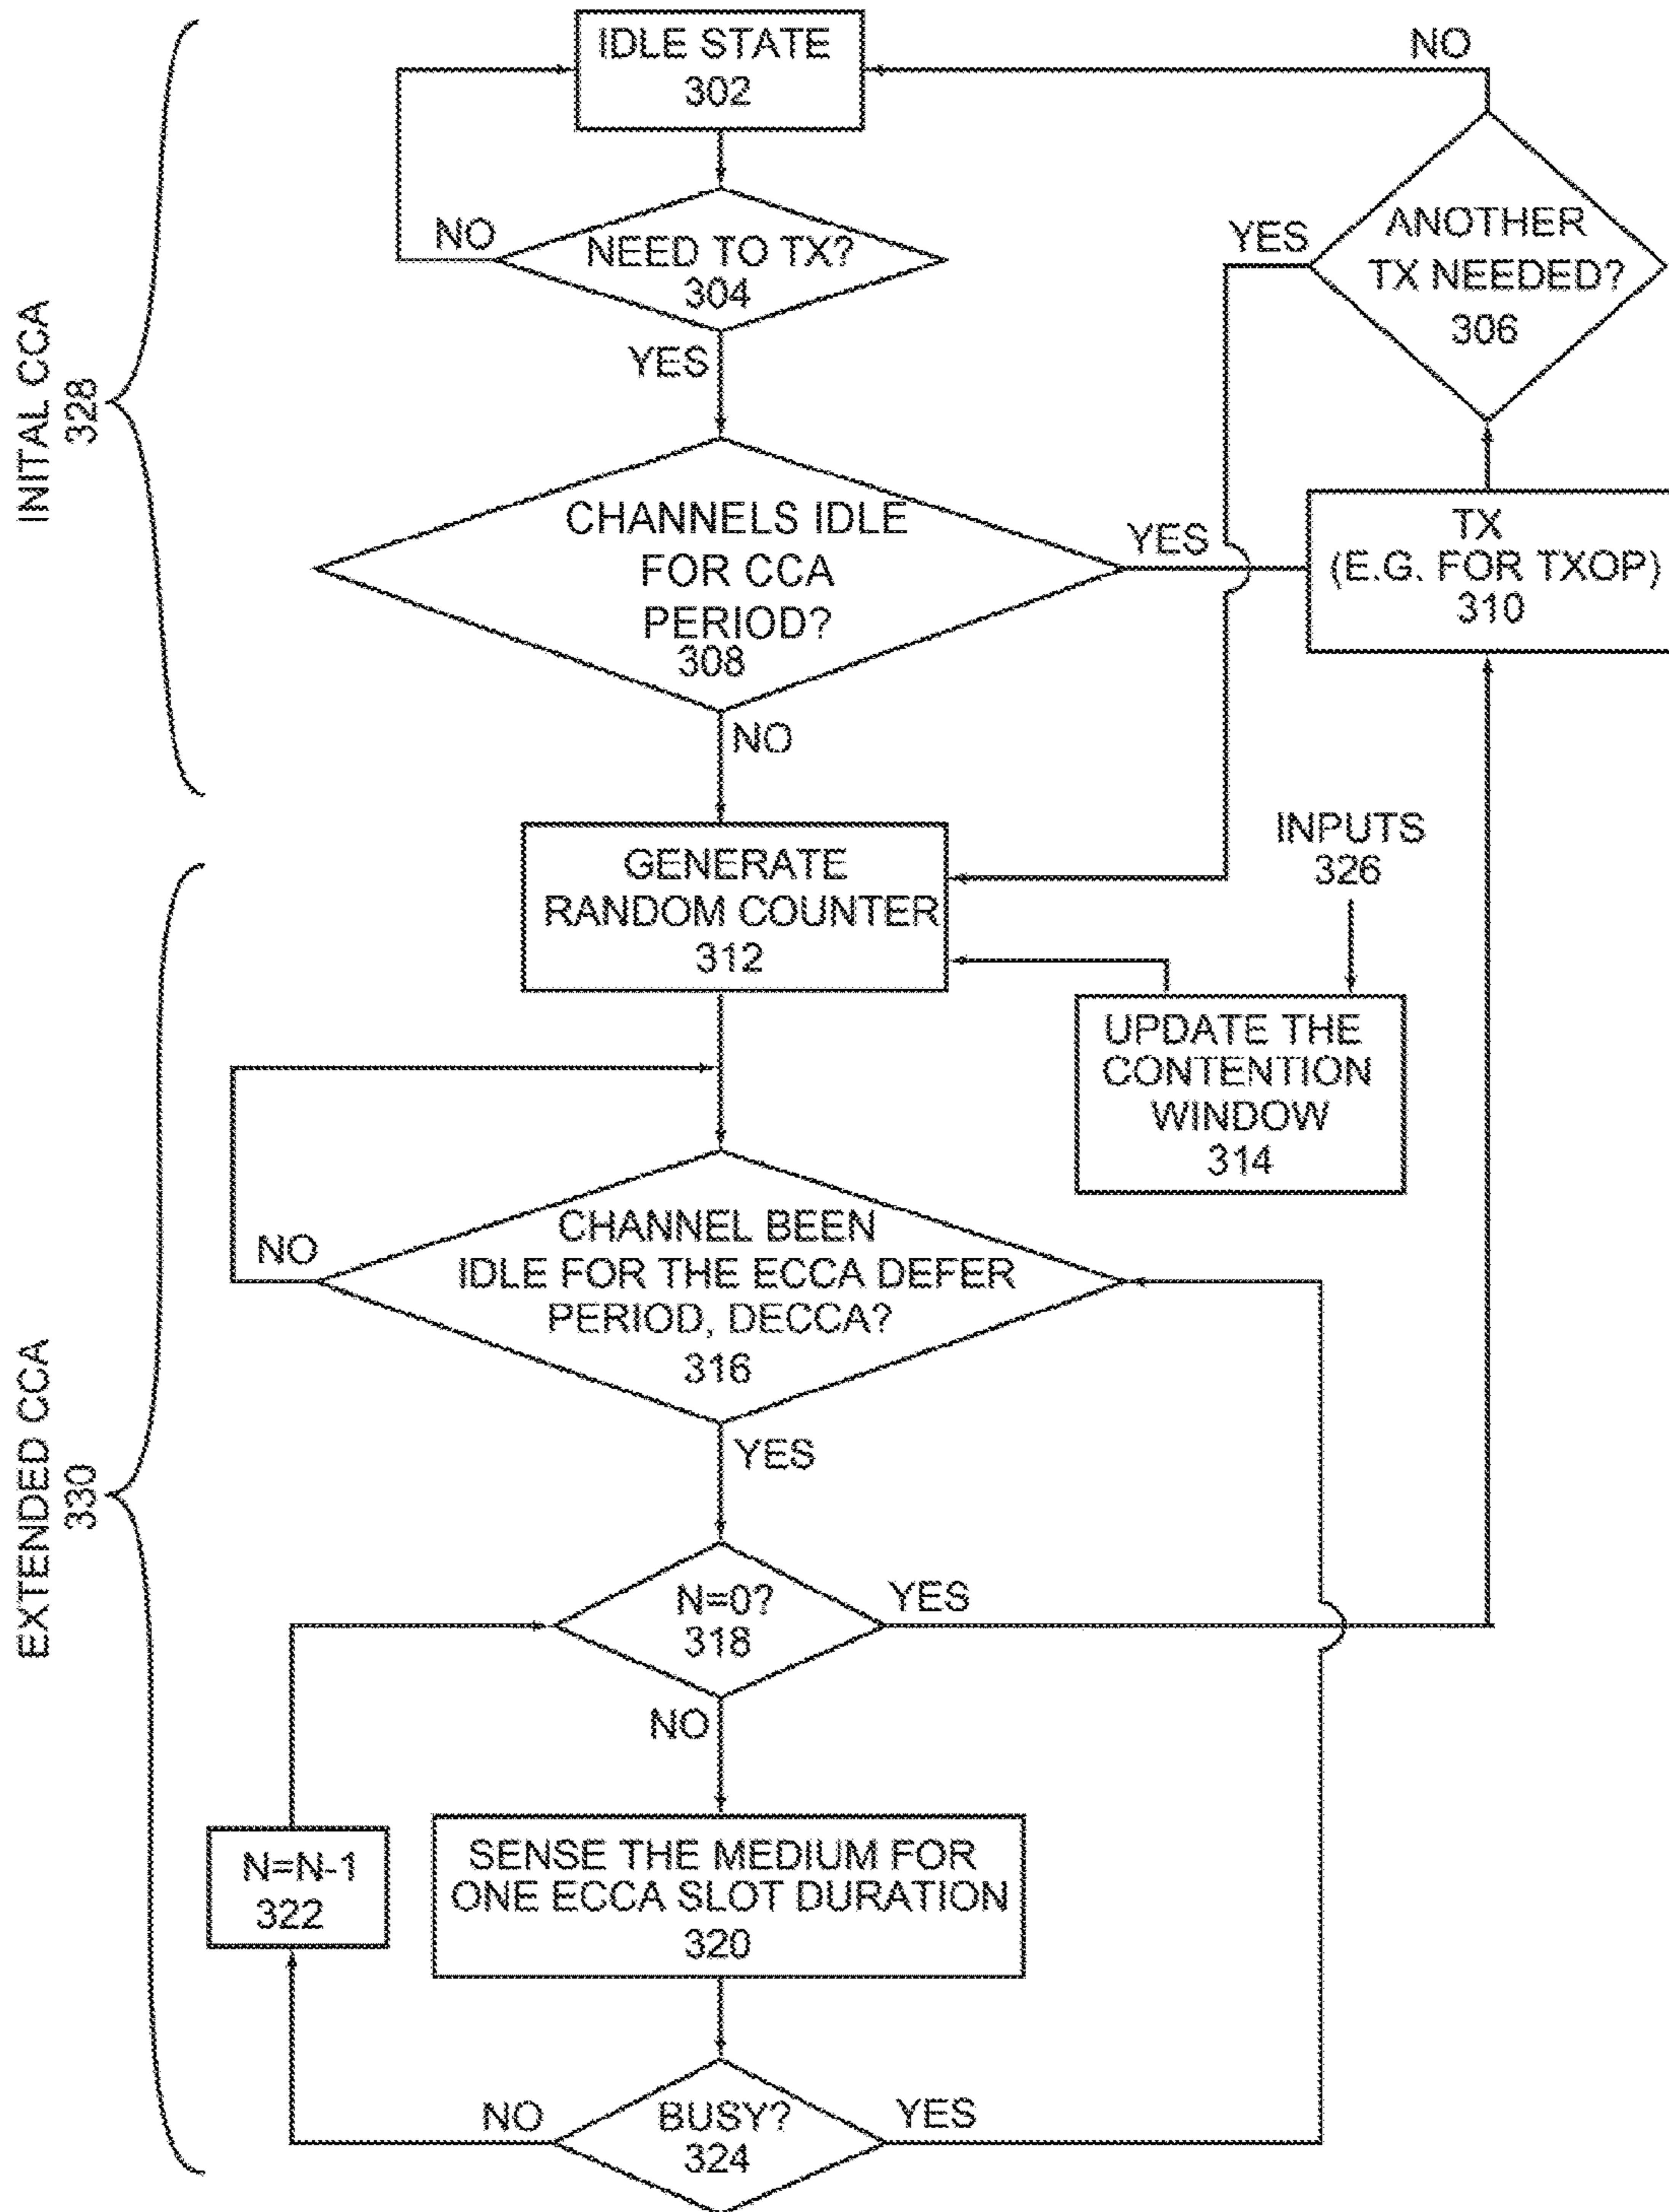 IDLE STATE
302
NO
NO
NEED TO TX?
304
YES
ANOTHER
TX NEEDED?
306
YES
INITAL CCA
328
CHANNELS IDLE
FOR CCA
PERIOD?
308
YES
TX
(E.G. FOR TXOP)
310
NO
GENERATE
RANDOM COUNTER
312
INPUTS
326
UPDATE THE
CONTENTION
WINDOW
314
CHANNEL BEEN
IDLE FOR THE ECCA DEFER
PERIOD, DECCA?
316
NO
YES
EXTENDED CCA
330
N=0?
318
YES
NO
N=N-1
322
SENSE THE MEDIUM FOR
ONE ECCA SLOT DURATION
320
NO
BUSY?
324
YES